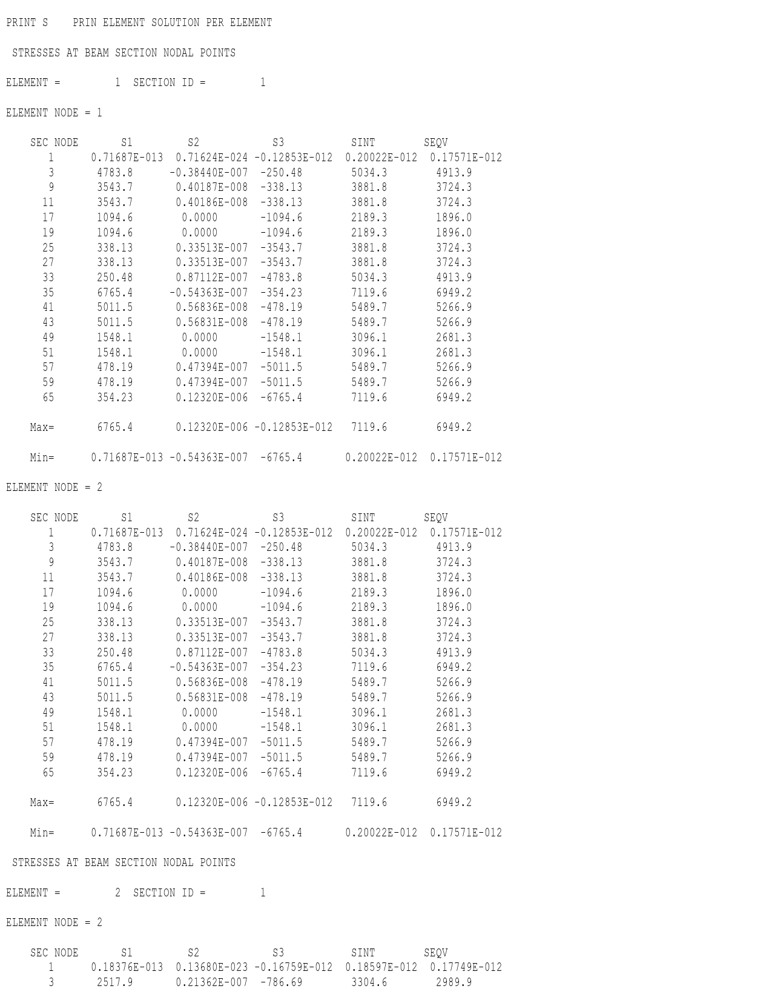 PRINT S    PRIN ELEMENT SOLUTION PER ELEMENT
STRESSES AT BEAM SECTION NODAL POINTS
ELEMENT =         1  SECTION ID =         1
ELEMENT NODE = 1
SEC NODE       S1         S2            S3           SINT        SEQV
1      0.71687E-013  0.71624E-024 -0.12853E-012  0.20022E-012  0.17571E-012
3       4783.8      -0.38440E-007  -250.48        5034.3        4913.9
9       3543.7       0.40187E-008  -338.13        3881.8        3724.3
11       3543.7       0.40186E-008  -338.13        3881.8        3724.3
17       1094.6        0.0000       -1094.6        2189.3        1896.0
19       1094.6        0.0000       -1094.6        2189.3        1896.0
25       338.13       0.33513E-007  -3543.7        3881.8        3724.3
27       338.13       0.33513E-007  -3543.7        3881.8        3724.3
33       250.48       0.87112E-007  -4783.8        5034.3        4913.9
35       6765.4      -0.54363E-007  -354.23        7119.6        6949.2
41       5011.5       0.56836E-008  -478.19        5489.7        5266.9
43       5011.5       0.56831E-008  -478.19        5489.7        5266.9
49       1548.1        0.0000       -1548.1        3096.1        2681.3
51       1548.1        0.0000       -1548.1        3096.1        2681.3
57       478.19       0.47394E-007  -5011.5        5489.7        5266.9
59       478.19       0.47394E-007  -5011.5        5489.7        5266.9
65       354.23       0.12320E-006  -6765.4        7119.6        6949.2
Max=       6765.4       0.12320E-006 -0.12853E-012   7119.6        6949.2
Min=      0.71687E-013 -0.54363E-007  -6765.4       0.20022E-012  0.17571E-012
ELEMENT NODE = 2
SEC NODE       S1         S2            S3           SINT        SEQV
1      0.71687E-013  0.71624E-024 -0.12853E-012  0.20022E-012  0.17571E-012
3       4783.8      -0.38440E-007  -250.48        5034.3        4913.9
9       3543.7       0.40187E-008  -338.13        3881.8        3724.3
11       3543.7       0.40186E-008  -338.13        3881.8        3724.3
17       1094.6        0.0000       -1094.6        2189.3        1896.0
19       1094.6        0.0000       -1094.6        2189.3        1896.0
25       338.13       0.33513E-007  -3543.7        3881.8        3724.3
27       338.13       0.33513E-007  -3543.7        3881.8        3724.3
33       250.48       0.87112E-007  -4783.8        5034.3        4913.9
35       6765.4      -0.54363E-007  -354.23        7119.6        6949.2
41       5011.5       0.56836E-008  -478.19        5489.7        5266.9
43       5011.5       0.56831E-008  -478.19        5489.7        5266.9
49       1548.1        0.0000       -1548.1        3096.1        2681.3
51       1548.1        0.0000       -1548.1        3096.1        2681.3
57       478.19       0.47394E-007  -5011.5        5489.7        5266.9
59       478.19       0.47394E-007  -5011.5        5489.7        5266.9
65       354.23       0.12320E-006  -6765.4        7119.6        6949.2
Max=       6765.4       0.12320E-006 -0.12853E-012   7119.6        6949.2
Min=      0.71687E-013 -0.54363E-007  -6765.4       0.20022E-012  0.17571E-012
STRESSES AT BEAM SECTION NODAL POINTS
ELEMENT =         2  SECTION ID =         1
ELEMENT NODE = 2
SEC NODE       S1         S2            S3           SINT        SEQV
1      0.18376E-013  0.13680E-023 -0.16759E-012  0.18597E-012  0.17749E-012
3       2517.9       0.21362E-007  -786.69        3304.6        2989.9